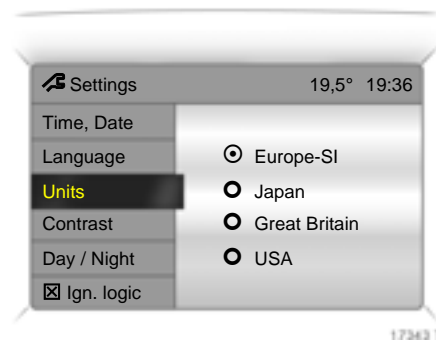 Settings 19,5° 19:36
Time, Date
Language
Units
Contrast
Day / Night
Ign. logic
Europe-SI
Japan
Great Britain
USA
17343 T